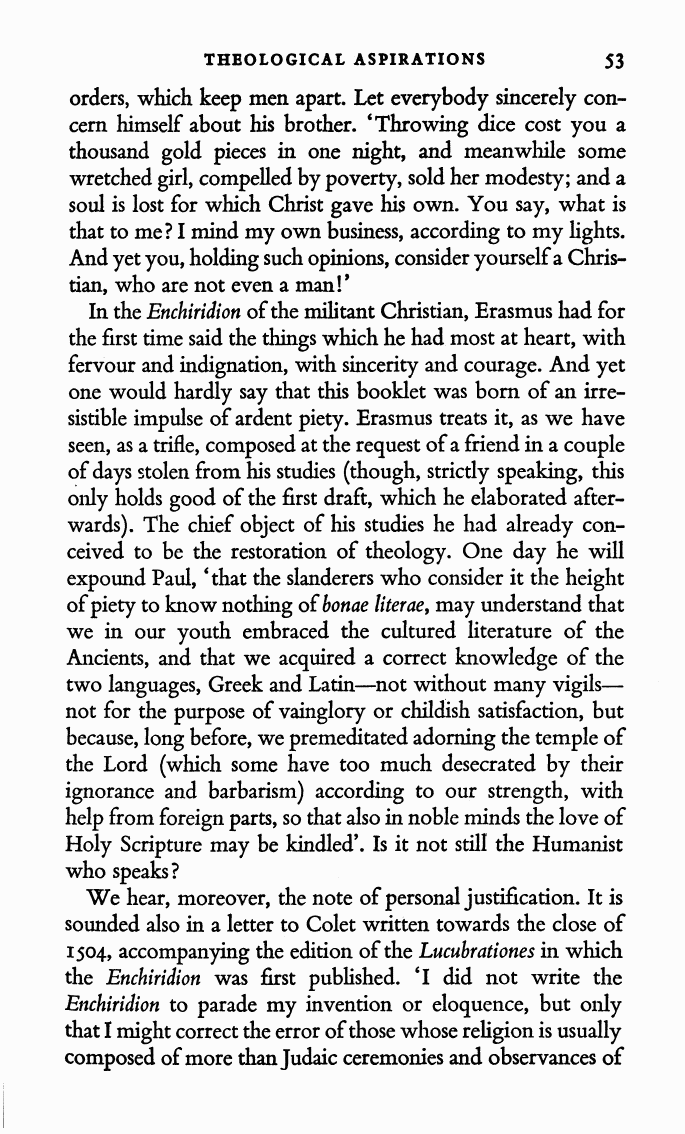 THEOLOGICAL ASPIRATIONS 53
orders, which keep men apart. Let everybody sincerely con-
cern himself about his brother. ‘Throwing dice cost you a
thousand gold pieces in one night, and meanwhile some
wretched girl, compelled by poverty, sold her modesty; and a
soul is lost for which Christ gave his own. You say, what is
that to me? I mind my own business, according to my lights.
And yet you, holding such opinions, consider yourself a Chris-
tian, who are not even a man!’
In the Enchiridion of the militant Christian, Erasmus had for
the first time said the things which he had most at heart, with
fervour and indignation, with sincerity and courage. And yet
one would hardly say that this booklet was born of an irre-
sistible impulse of ardent piety. Erasmus treats it, as we have
seen, as a trifle, composed at the request of a friend in a couple
of days stolen from his studies (though, strictly speaking, this
only holds good of the first draft, which he elaborated after-
wards). The chief object of his studies he had already con-
ceived to be the restoration of theology. One day he will
expound Paul, ‘that the slanderers who consider it the height
of piety to know nothing of bonae literae, may understand that
we in our youth embraced the cultured literature of the
Ancients, and that we acquired a correct knowledge of the
two languages, Greek and Latin—not without many vigils—
not for the purpose of vainglory or childish satisfaction, but
because, long before, we premeditated adorning the temple of
the Lord (which some have too much desecrated by their
ignorance and barbarism) according to our strength, with
help from foreign parts, so that also in noble minds the love of
Holy Scripture may be kindled’. Is it not still the Humanist
who speaks?
We hear, moreover, the note of personal justification. It is
sounded also in a letter to Colet written towards the close of
1504, accompanying the edition of the Lucubrationes in which
the Enchiridion was first published. ‘I did not write the
Enchiridion to parade my invention or eloquence, but only
that I might correct the error of those whose religion is usually
composed of more than Judaic ceremonies and observances of